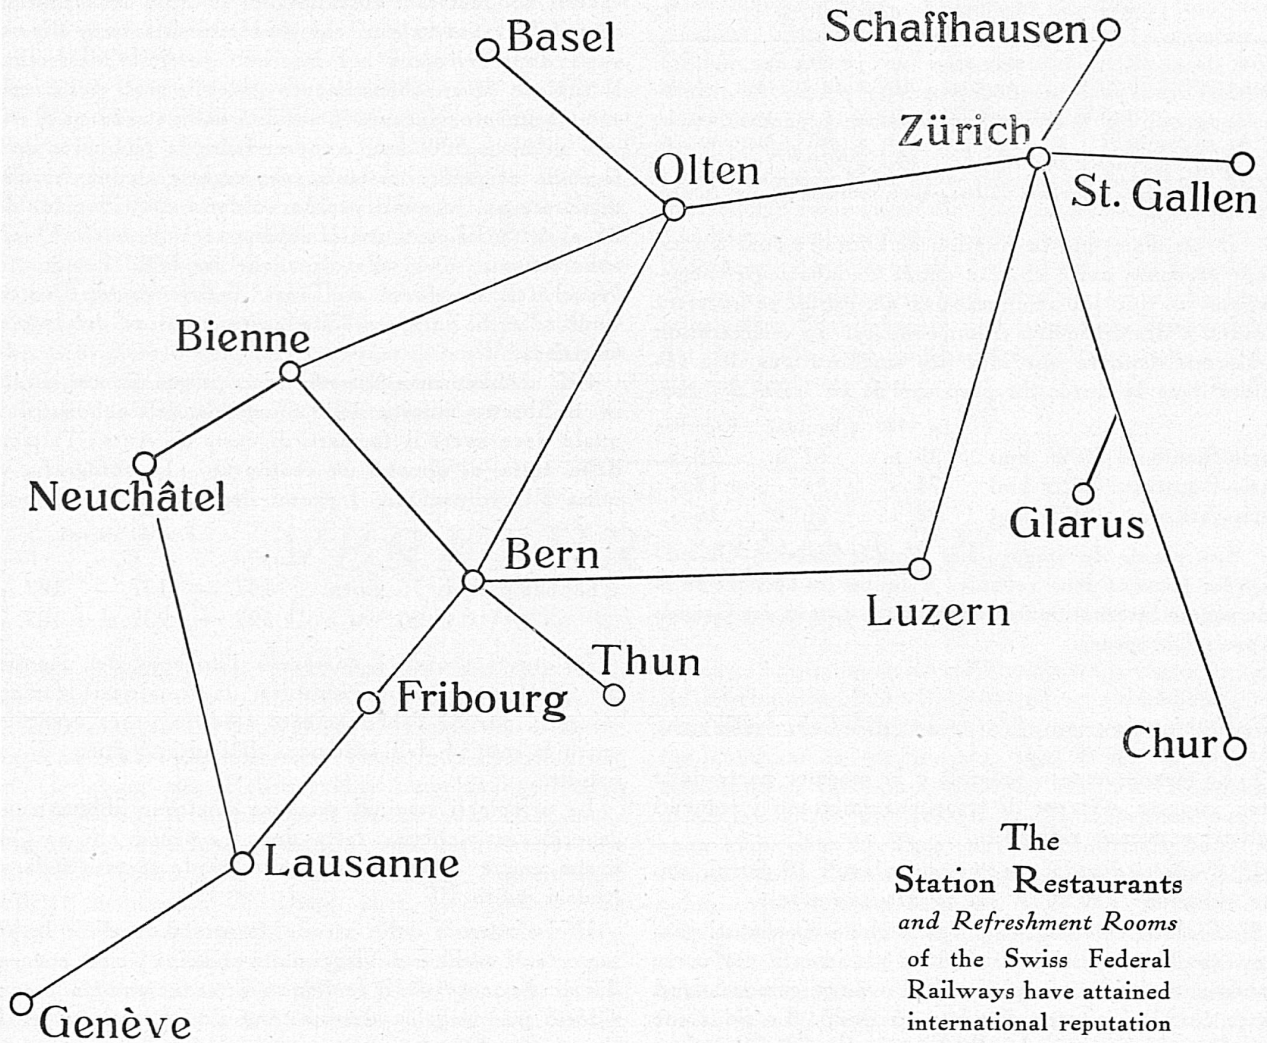 Basel
Schaffhausen
Zürich
Olten
St. Gallen
Bienne
Neuchâtel
Glarus
Bern
Luzern
Thun
Fribourg
Chur
Lausanne
Genève
The
Station Restaurants
and Refreshment Rooms
of the Swiss Federal
Railways have attained
international reputation